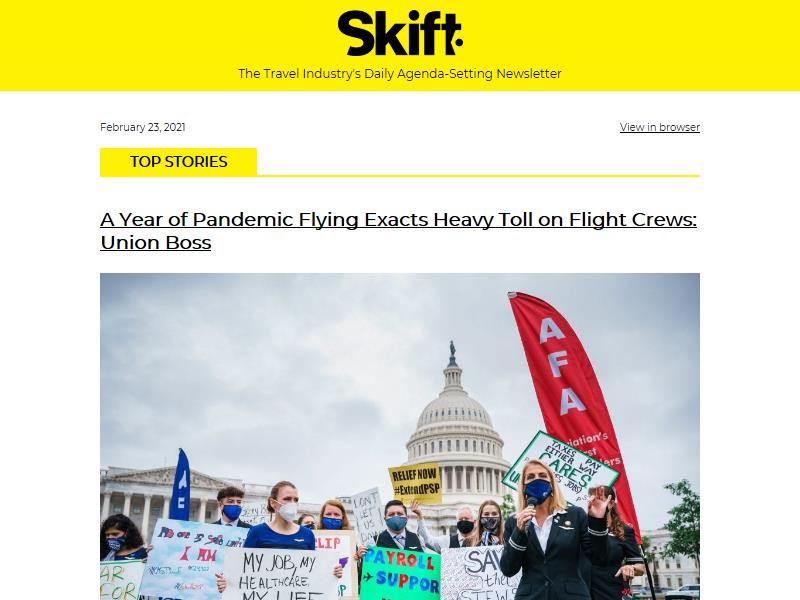 Skift
The Travel Industry's Daily Agenda-Setting Newsletter
February 23, 2021
View in browser
TOP STORIES
A Year of Pandemic Flying Exacts Heavy Toll on Flight Crews:
Union Boss
AFA
TAXES PAY
EITHER WAY
CARES
RELIEF NOW
#ExtendPSP
I DON'T
LET
US
I AM
MY JOB, MY
HEALTHCARE,
MY LIFE
PAYROLL
SUPPOR
SAV
the